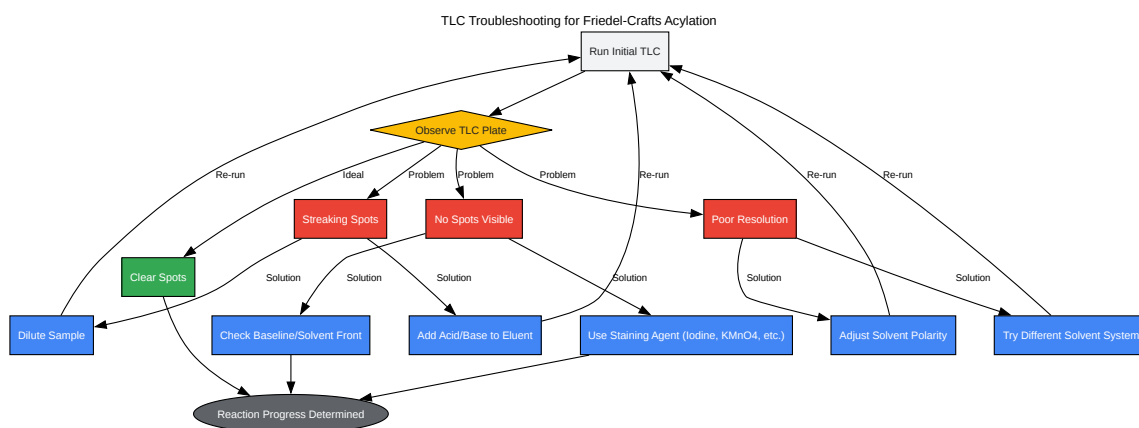 TLC Troubleshooting for Friedel-Crafts Acylation
Run Initial TLC
Observe TLC Plate
Re-run
Ideal
Problem
Problem
Problem
Re-run
Re-run
Re-run
Streaking Spots
No Spots Visible
Poor Resolution
Clear Spots
Solution
Solution
Solution
Solution
Solution
Solution
Dilute Sample
Check Baseline/Solvent Front
Add Acid/Base to Eluent
Use Staining Agent (Iodine, KMnO4, etc.)
Adjust Solvent Polarity
Try Different Solvent System
Reaction Progress Determined